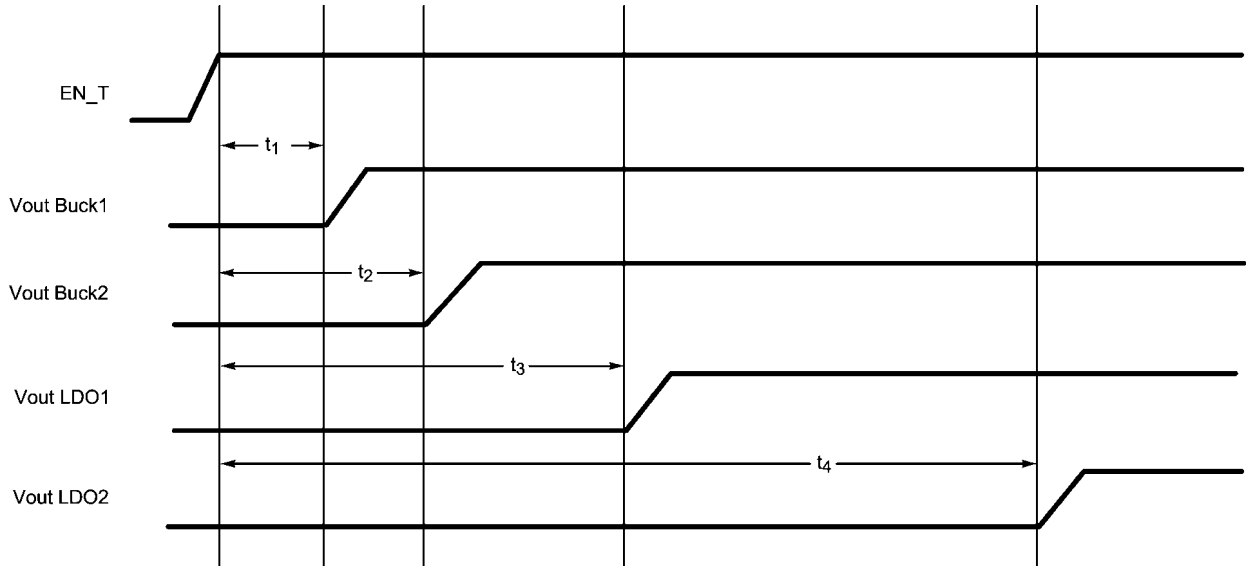 EN_T
t1
Vout Buck1
t2
Vout Buck2
t3
Vout LDO1
t4
Vout LDO2